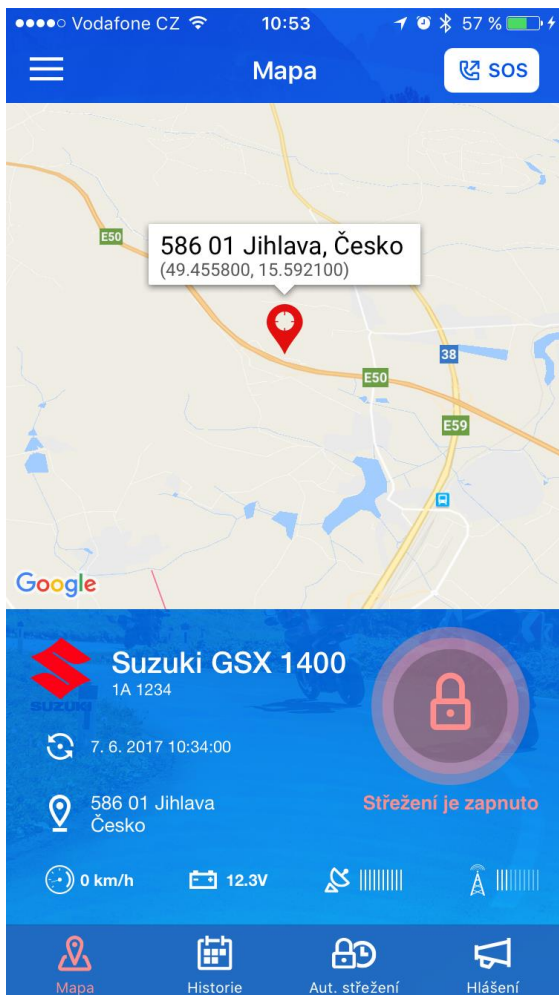 Vodafone CZ 10:53 57 %
Mapa
SOS
E50
586 01 Jihlava, Česko
(49.455800, 15.592100)
38
E50
E59
Google
Suzuki GSX 1400
1A 1234
SUZUKI
7. 6. 2017 10:34:00
586 01 Jihlava
Česko
Střežení je zapnuto
0 km/h 12.3V
Mapa Historie Aut. střežení Hlášení